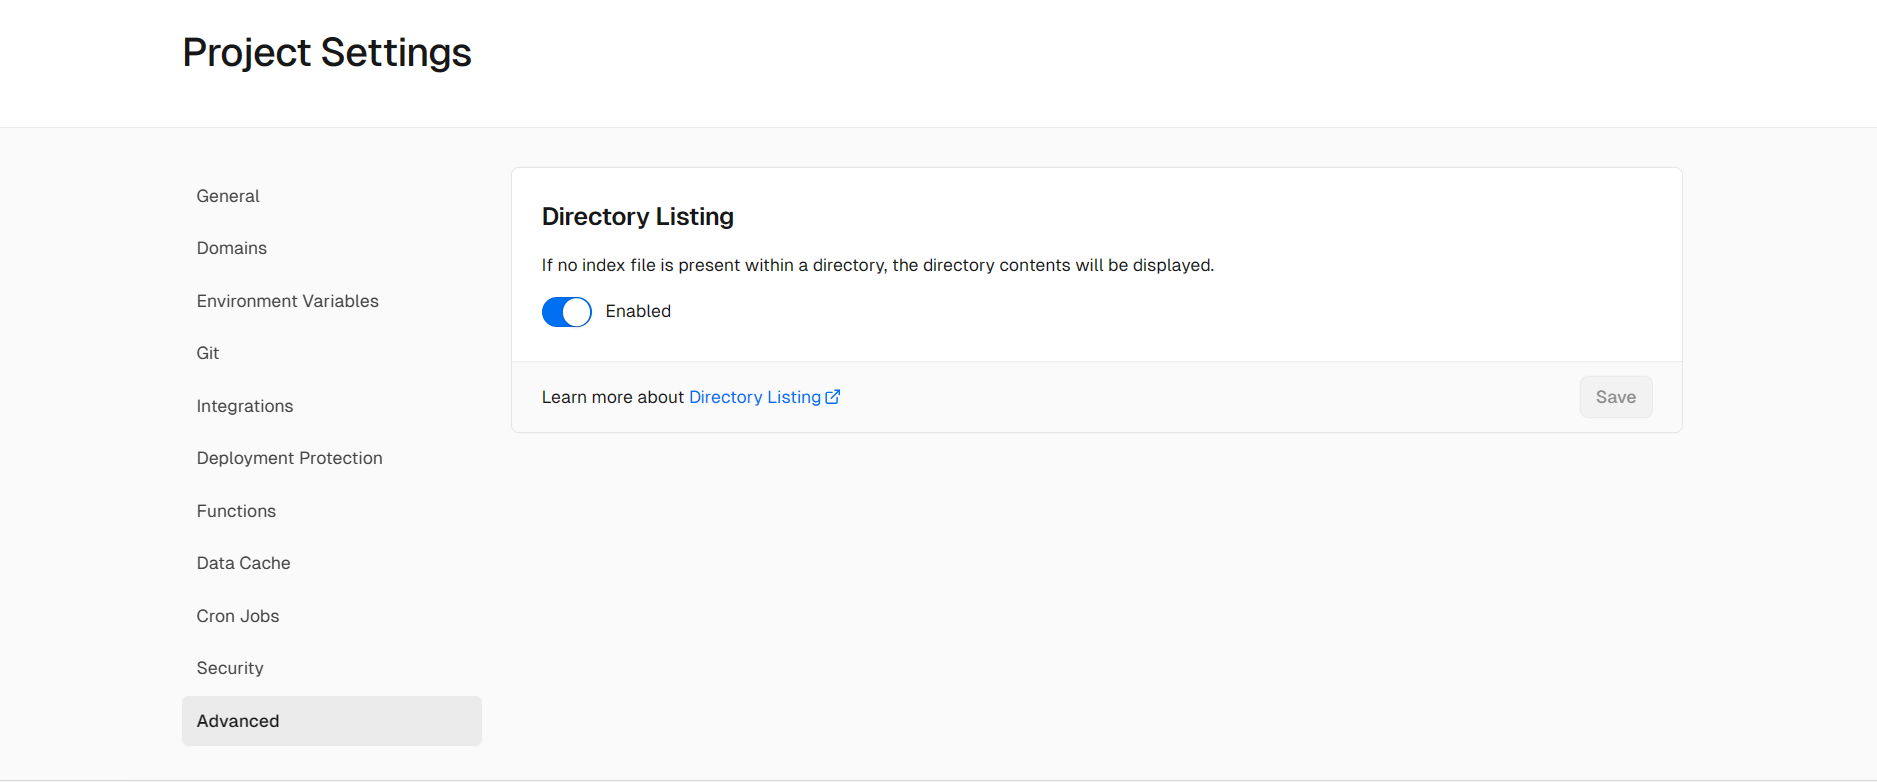 Project Settings
General
Domains
Environment Variables
Git
Integrations
Deployment Protection
Functions
Data Cache
Cron Jobs
Security
Advanced
Directory Listing
If no index file is present within a directory, the directory contents will be displayed.
Enabled
Learn more about Directory Listing
Save